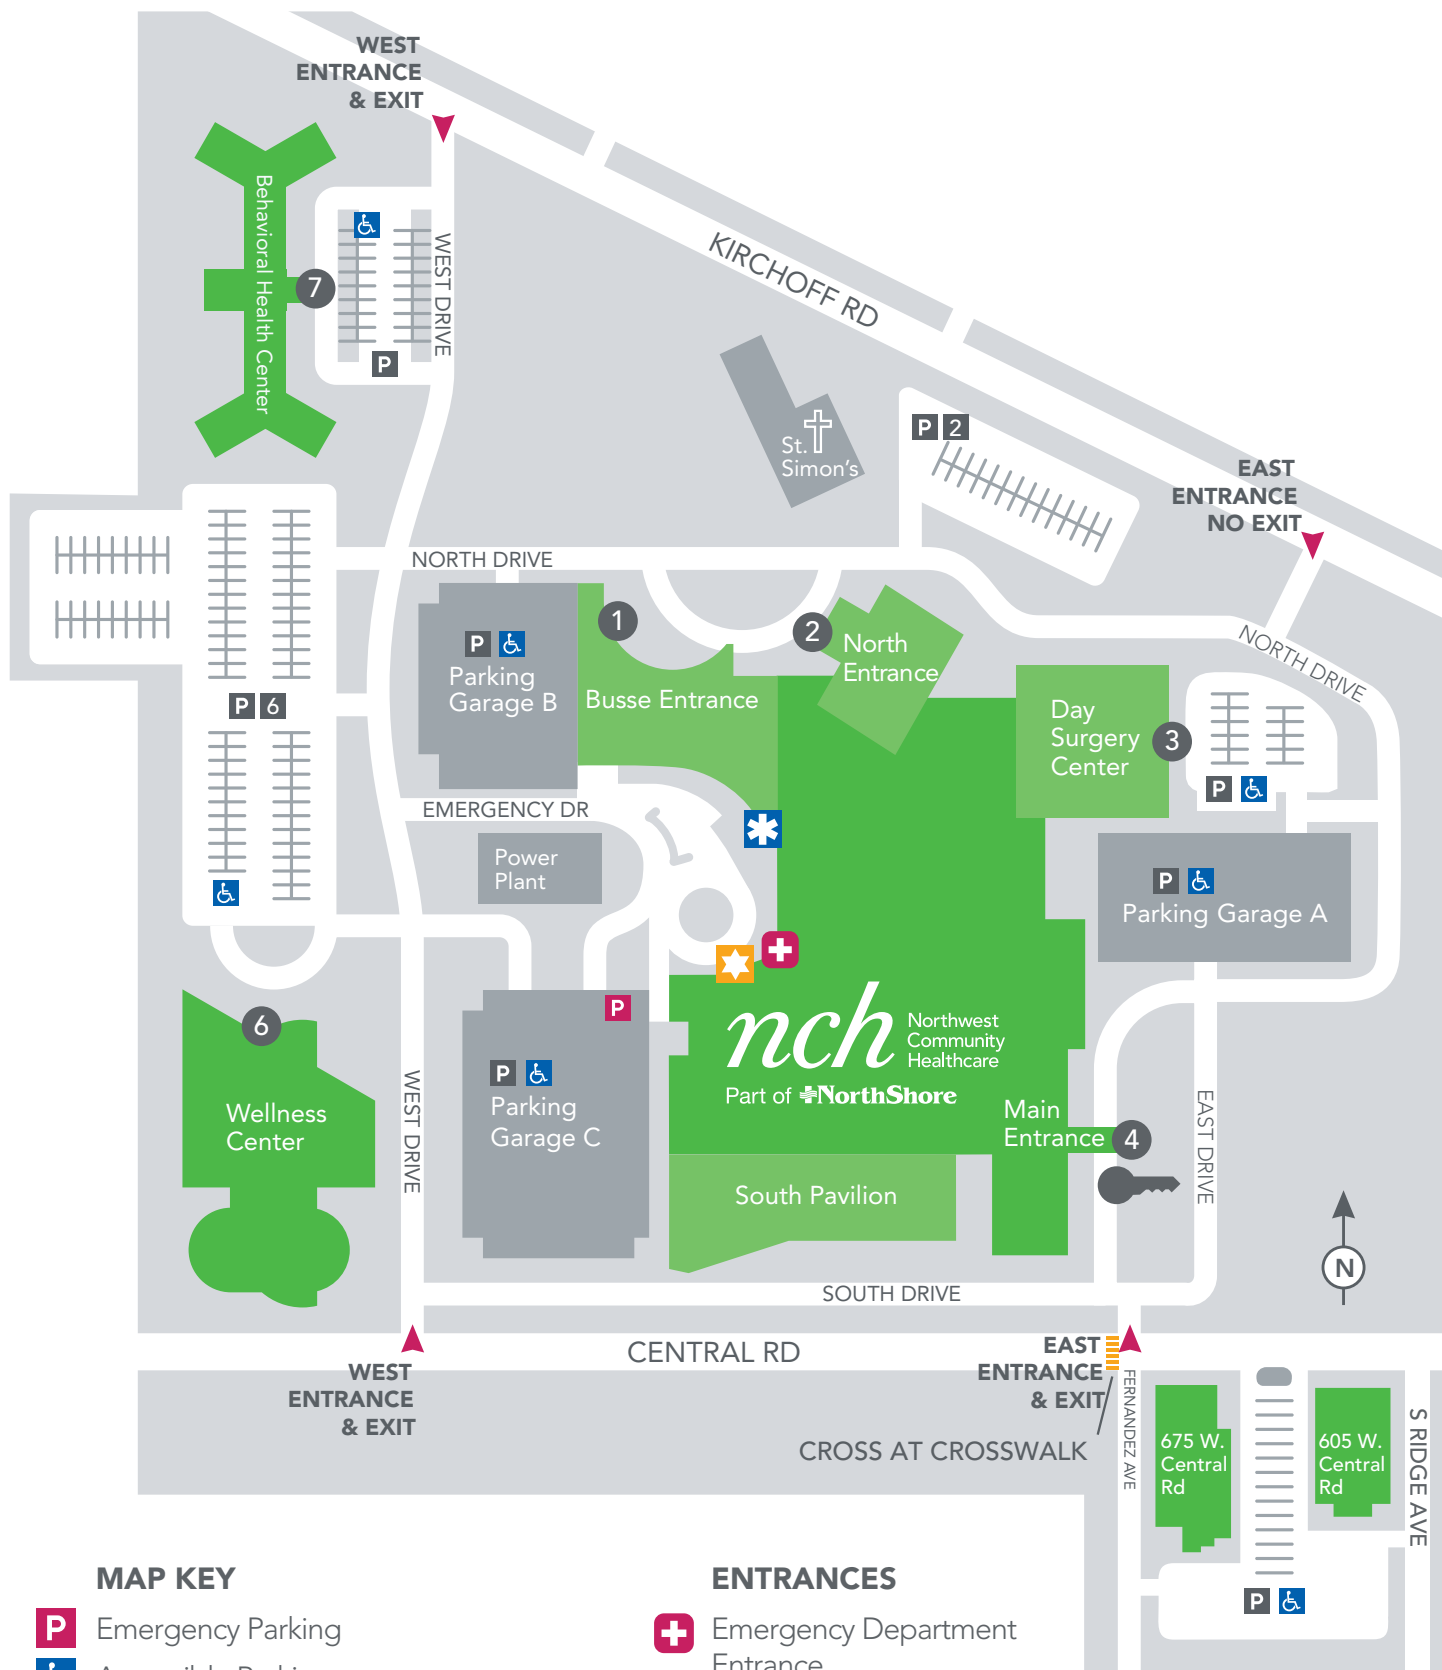 WEST
ENTRANCE
& EXIT
Behavioral Health Center
7
WEST DRIVE
P
KIRCHOFF RD
St.
Simon's
P 2
EAST
ENTRANCE
NO EXIT
NORTH DRIVE
1
2
North
Entrance
NORTH DRIVE
P
Parking
Garage B
Busse Entrance
P 6
Day
Surgery
Center
3
P
EMERGENCY DR
Power
Plant
P
Parking Garage A
P
nch
Northwest
Community
Healthcare
Part of NorthShore
6
Wellness
Center
WEST DRIVE
P
Parking
Garage C
Main
Entrance
4
EAST DRIVE
South Pavilion
N
SOUTH DRIVE
CENTRAL RD
WEST
ENTRANCE
& EXIT
EAST
ENTRANCE
& EXIT
CROSS AT CROSSWALK
FERNANDEZ AVE
675 W.
Central
Rd
605 W.
Central
Rd
S RIDGE AVE
P
MAP KEY
P Emergency Parking
Accessible Parking
ENTRANCES
Emergency Department
Entrance